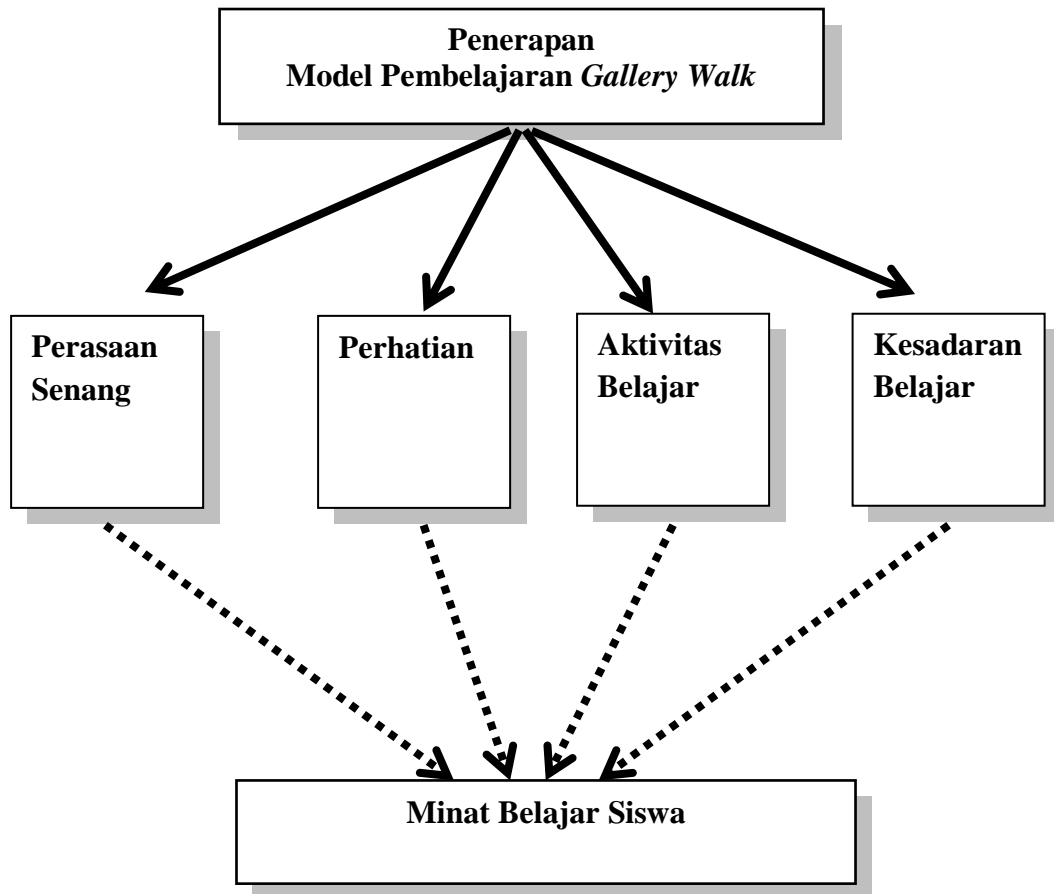 Penerapan
Model Pembelajaran Gallery Walk
Perasaan
Senang
Perhatian
Aktivitas
Belajar
Kesadaran
Belajar
Minat Belajar Siswa